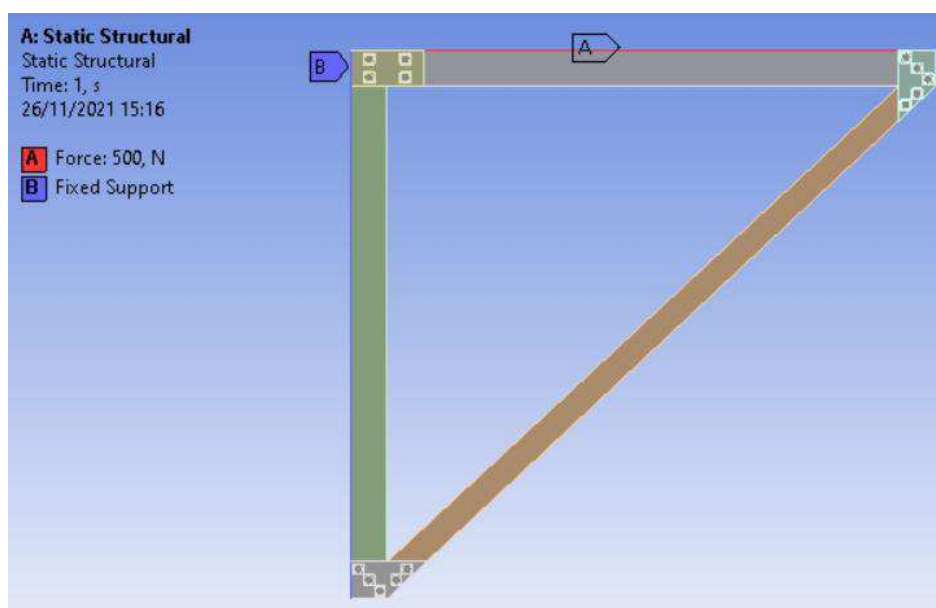 A: Static Structural
Static Structural
Time: 1, s
26/11/2021 15:16
A Force: 500, N
B Fixed Support
B
A